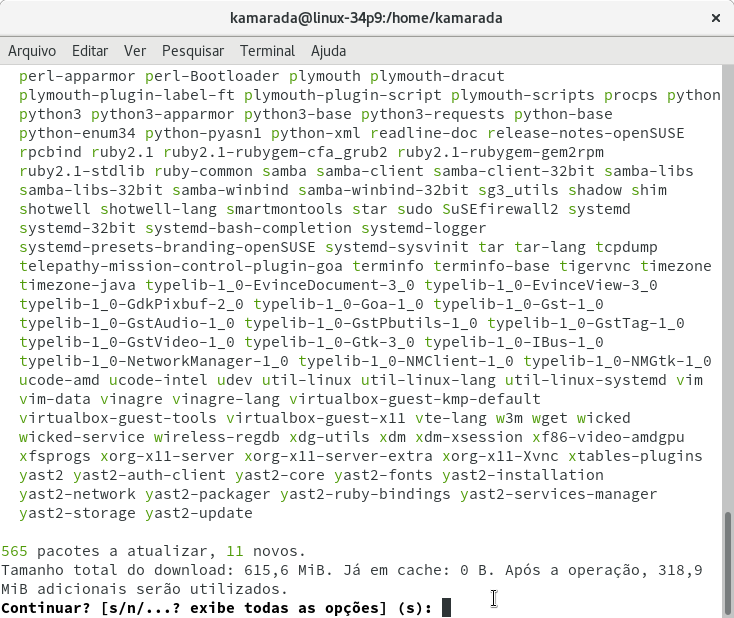 kamarada@linux-34p9:/home/kamarada
Arquivo Editar Ver Pesquisar Terminal Ajuda
perl-apparmor perl-Bootloader plymouth plymouth-dracut
plymouth-plugin-label-ft plymouth-plugin-script plymouth-scripts procps python
python3 python3-apparmor python3-base python3-requests python-base
python-enum34 python-pyasn1 python-xml readline-doc release-notes-openSUSE
rpcbind ruby2.1 ruby2.1-rubygem-cfa_grub2 ruby2.1-rubygem-gem2rpm
ruby2.1-stdlib ruby-common samba samba-client samba-client-32bit samba-libs
samba-libs-32bit samba-winbind samba-winbind-32bit sg3_utils shadow shim
shotwell shotwell-lang smartmontools star sudo SuSEfirewall2 systemd
systemd-32bit systemd-bash-completion systemd-logger
systemd-presets-branding-openSUSE systemd-sysvinit tar tar-lang tcpdump
telepathy-mission-control-plugin-goa terminfo terminfo-base tigervnc timezone
timezone-java typelib-1_0-EvinceDocument-3_0 typelib-1_0-EvinceView-3_0
typelib-1_0-GdkPixbuf-2_0 typelib-1_0-Goa-1_0 typelib-1_0-Gst-1_0
typelib-1_0-GstAudio-1_0 typelib-1_0-GstPbutils-1_0 typelib-1_0-GstTag-1_0
typelib-1_0-GstVideo-1_0 typelib-1_0-Gtk-3_0 typelib-1_0-IBus-1_0
typelib-1_0-NetworkManager-1_0 typelib-1_0-NMClient-1_0 typelib-1_0-NMGtk-1_0
ucode-amd ucode-intel udev util-linux util-linux-lang util-linux-systemd vim
vim-data vinagre vinagre-lang virtualbox-guest-kmp-default
virtualbox-guest-tools virtualbox-guest-x11 vte-lang w3m wget wicked
wicked-service wireless-regdb xdg-utils xdm xdm-xsession xf86-video-amdgpu
xfsprogs xorg-x11-server xorg-x11-server-extra xorg-x11-Xvnc xtables-plugins
yast2 yast2-auth-client yast2-core yast2-fonts yast2-installation
yast2-network yast2-packager yast2-ruby-bindings yast2-services-manager
yast2-storage yast2-update
565 pacotes a atualizar, 11 novos.
Tamanho total do download: 615,6 MiB. Já em cache: 0 B. Após a operação, 318,9
MiB adicionais serão utilizados.
Continuar? [s/n/...? exibe todas as opções] (s):